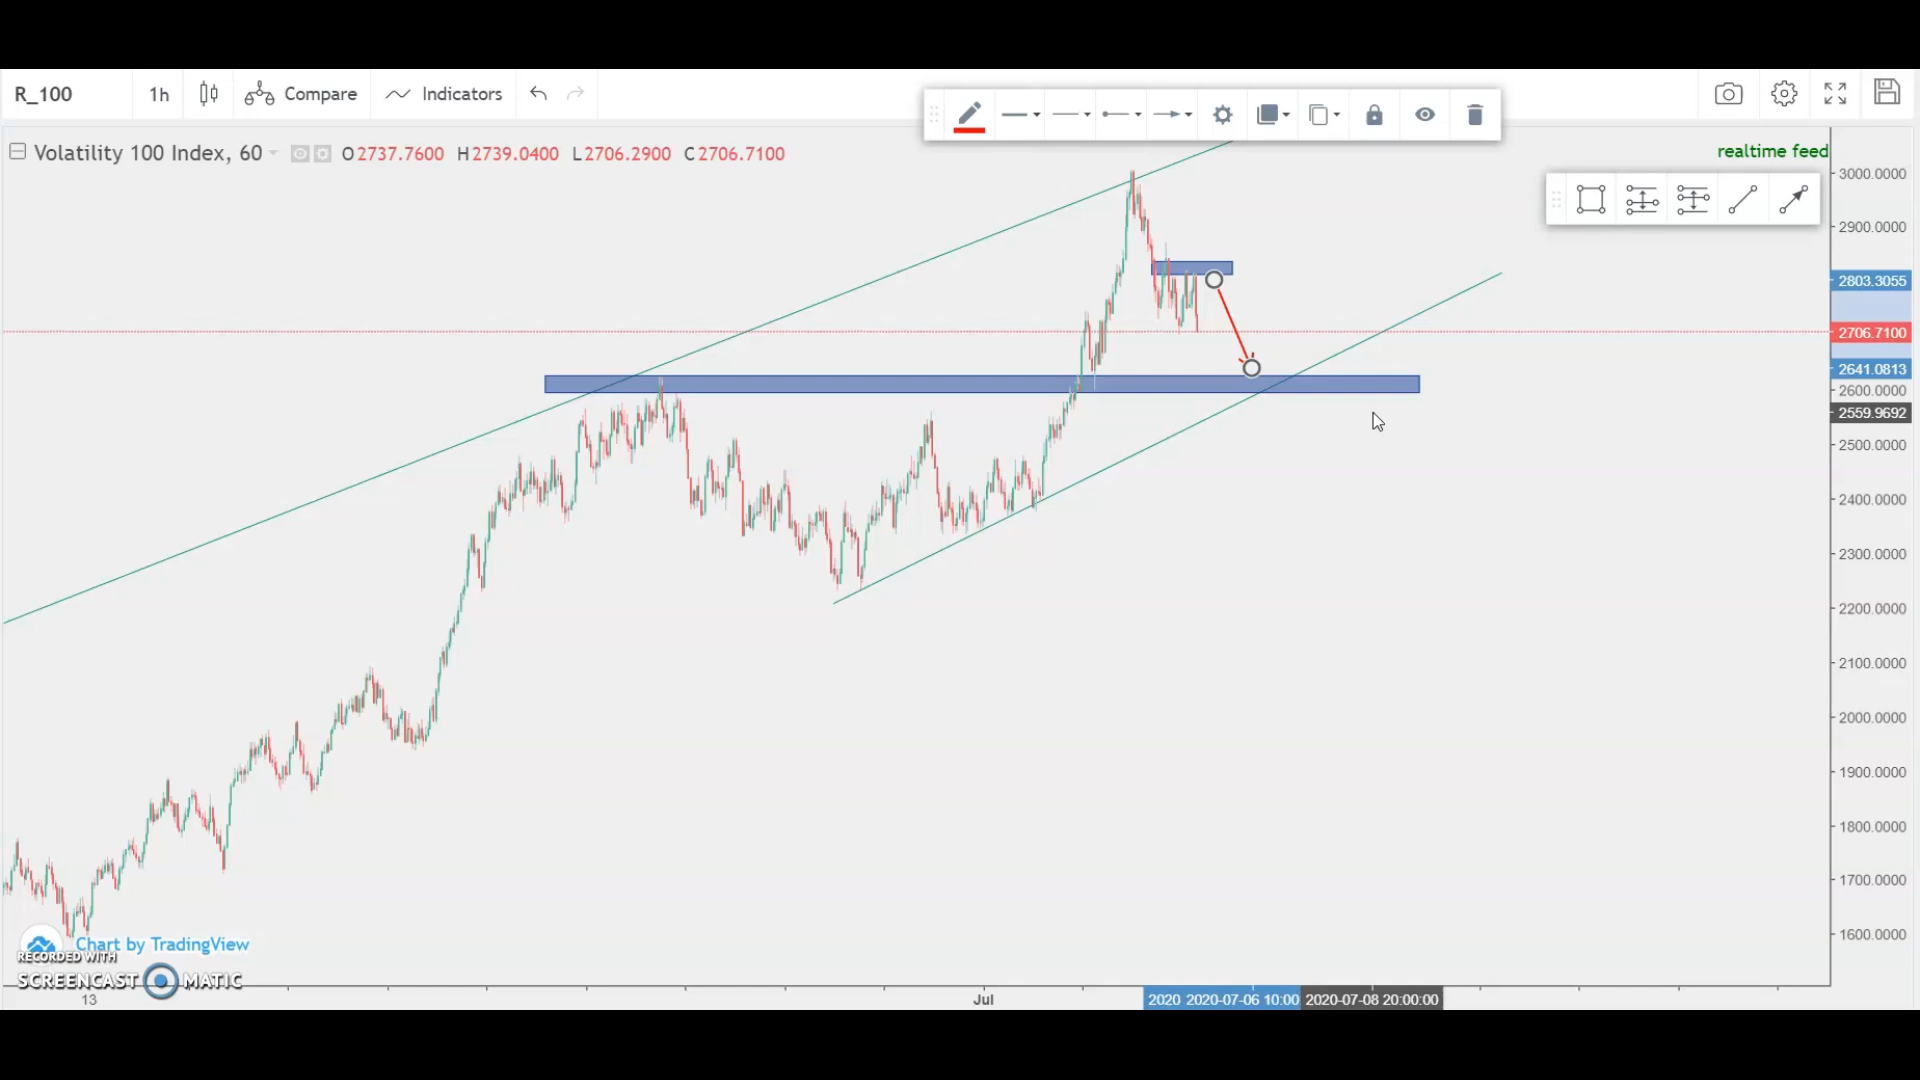 R_100 1h Compare Indicators
Volatility 100 Index, 60 O2737.7600 H2739.0400 L2706.2900 C2706.7100
realtime feed
3000.0000
2900.0000
2803.3055
2706.7100
2641.0813
2600.0000
2559.9692
2500.0000
2400.0000
2300.0000
2200.0000
2100.0000
2000.0000
1900.0000
1800.0000
1700.0000
1600.0000
Chart by TradingView
RECORDED WITH
SCREENCAST MATIC
13 Jul 2020 2020-07-06 10:00 2020-07-08 20:00:00